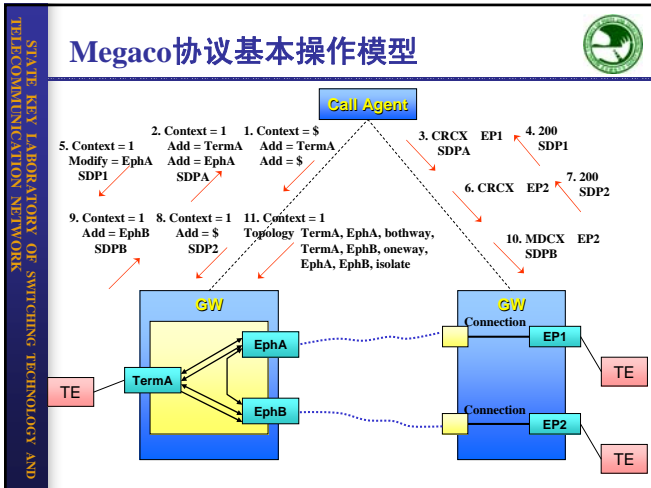 STATE KEY LABORATORY OF SWITCHING TECHNOLOGY AND
TELECOMMUNICATION NETWORK
Megaco协议基本操作模型
Call Agent
1. Context = $
Add = TermA
Add = $
2. Context = 1
Add = TermA
Add = EphA
SDPA
5. Context = 1
Modify = EphA
SDP1
3. CRCX EP1
SDPA
4. 200
SDP1
6. CRCX EP2
7. 200
SDP2
9. Context = 1
Add = EphB
SDPB
8. Context = 1
Add = $
SDP2
11. Context = 1
Topology TermA, EphA, bothway,
TermA, EphB, oneway,
EphA, EphB, isolate
10. MDCX EP2
SDPB
GW
EphA
TermA
EphB
TE
GW
Connection
EP1
TE
Connection
EP2
TE